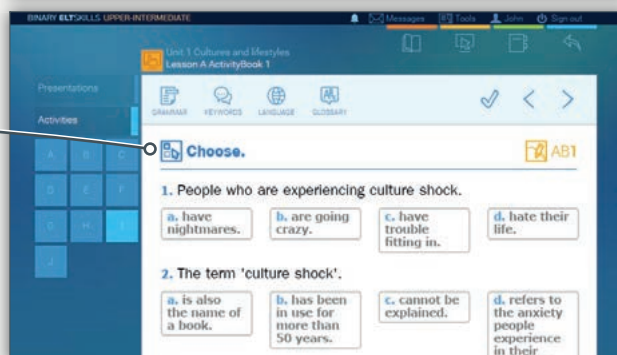 BINARY ELTSKILLS UPPER-INTERMEDIATE
Messages
Tools
John
Sign out
Unit 1 Cultures and lifestyles
Lesson A ActivityBook 1
Presentations
Activities
GRAMMAR
KEYWORDS
LANGUAGE
GLOSSARY
Choose.
AB1
1. People who are experiencing culture shock.
a. have
nightmares.
b. are going
crazy.
c. have
trouble
fitting in.
d. hate their
life.
2. The term 'culture shock'.
a. is also
the name of
a book.
b. has been
in use for
more than
50 years.
c. cannot be
explained.
d. refers to
the anxiety
people
experience
in their
A
B
C
D
E
F
G
H
I
J